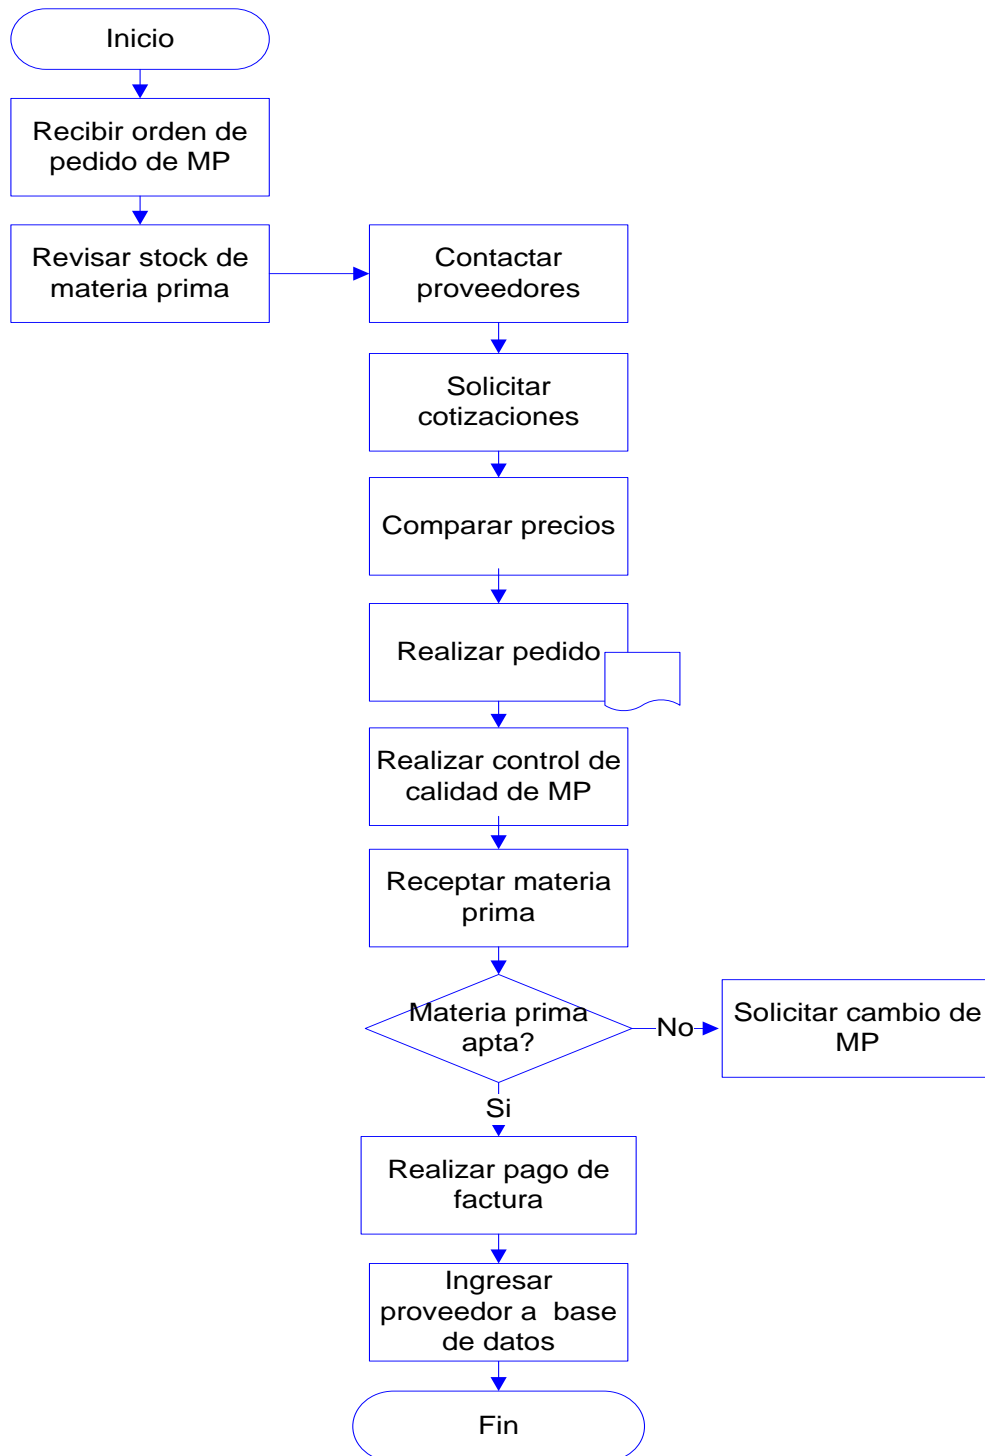 Inicio
Recibir orden de
pedido de MP
Revisar stock de
materia prima
Contactar
proveedores
Solicitar
cotizaciones
Comparar precios
Realizar pedido
Realizar control de
calidad de MP
Receptar materia
prima
Materia prima
apta?
No
Solicitar cambio de
MP
Si
Realizar pago de
factura
Ingresar
proveedor a  base
de datos
Fin